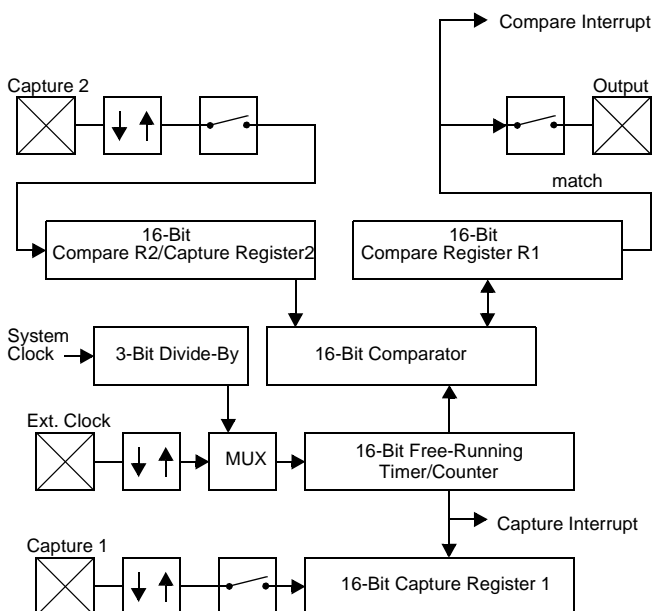 Compare Interrupt
Capture 2
Output
match
16-Bit
Compare R2/Capture Register2
16-Bit
Compare Register R1
System
Clock
3-Bit Divide-By
16-Bit Comparator
Ext. Clock
MUX
16-Bit Free-Running
Timer/Counter
Capture Interrupt
Capture 1
16-Bit Capture Register 1